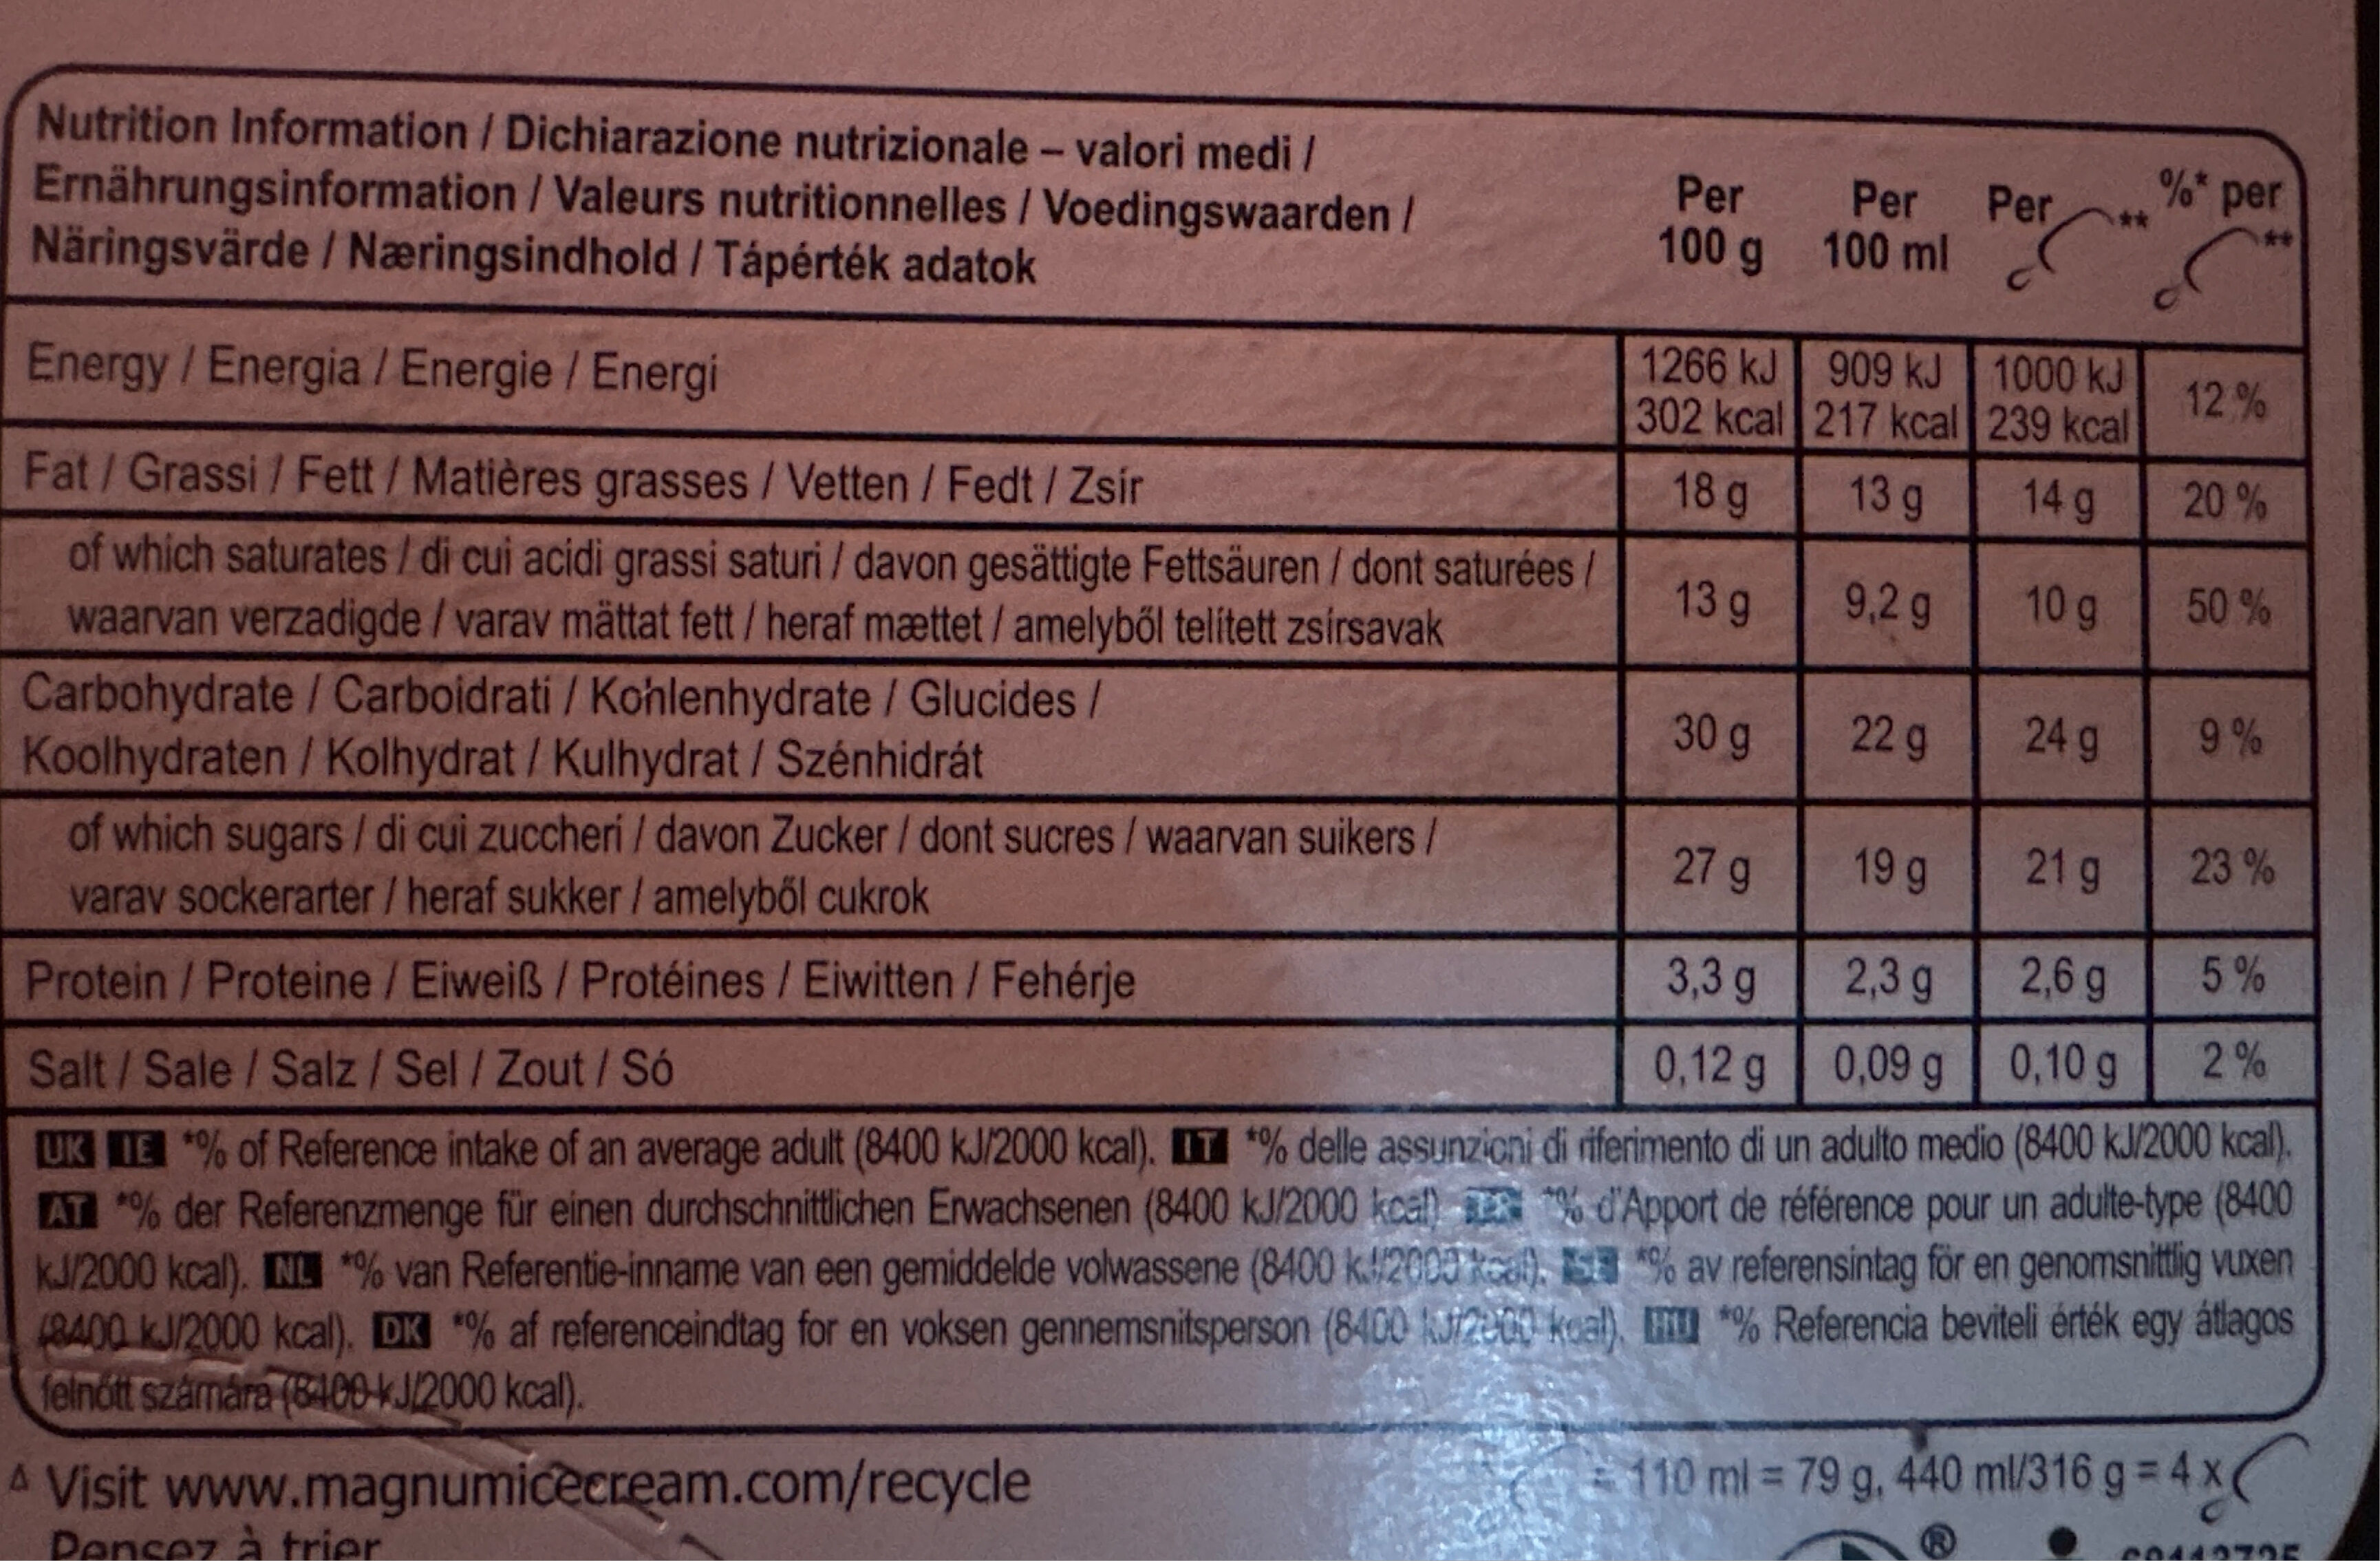 Nutrition Information / Dichiarazione nutrizionale – valori medi /
Ernährungsinformation / Valeurs nutritionnelles / Voedingswaarden /
Näringsvärde / Næringsindhold / Tápérték adatok
Per 100 g
Per 100 ml
Per **
%* per **
Energy / Energia / Energie / Energi
1266 kJ 909 kJ 1000 kJ 12 %
302 kcal 217 kcal 239 kcal
Fat / Grassi / Fett / Matières grasses / Vetten / Fedt / Zsír 18 g 13 g 14 g 20 %
of which saturates / di cui acidi grassi saturi / davon gesättigte Fettsäuren / dont saturées /
waarvan verzadigde / varav mättat fett / heraf mættet / amelyből telített zsírsavak
13 g 9,2 g 10 g 50 %
Carbohydrate / Carboidrati / Kohlenhydrate / Glucides /
Koolhydraten / Kolhydrat / Kulhydrat / Szénhidrát
30 g 22 g 24 g 9 %
of which sugars / di cui zuccheri / davon Zucker / dont sucres / waarvan suikers /
varav sockerarter / heraf sukker / amelyből cukrok
27 g 19 g 21 g 23 %
Protein / Proteine / Eiweiß / Protéines / Eiwitten / Fehérje 3,3 g 2,3 g 2,6 g 5 %
Salt / Sale / Salz / Sel / Zout / Só 0,12 g 0,09 g 0,10 g 2 %
UK IE *% of Reference intake of an average adult (8400 kJ/2000 kcal). IT *% delle assunzioni di riferimento di un adulto medio (8400 kJ/2000 kcal).
AT *% der Referenzmenge für einen durchschnittlichen Erwachsenen (8400 kJ/2000 kcal) *% d'Apport de référence pour un adulte-type (8400
kJ/2000 kcal). NL *% van Referentie-inname van een gemiddelde volwassene (8400 kJ/2000 kcal). SE *% av referensintag för en genomsnittlig vuxen
(8400 kJ/2000 kcal). DK *% af referenceindtag for en voksen gennemsnitsperson (8400 kJ/2000 kcal). HU *% Referencia beviteli érték egy átlagos
felnőtt számára (8400 kJ/2000 kcal).
Δ Visit www.magnumicecream.com/recycle
= 110 ml = 79 g, 440 ml/316 g = 4 x
Pensez à trier
®